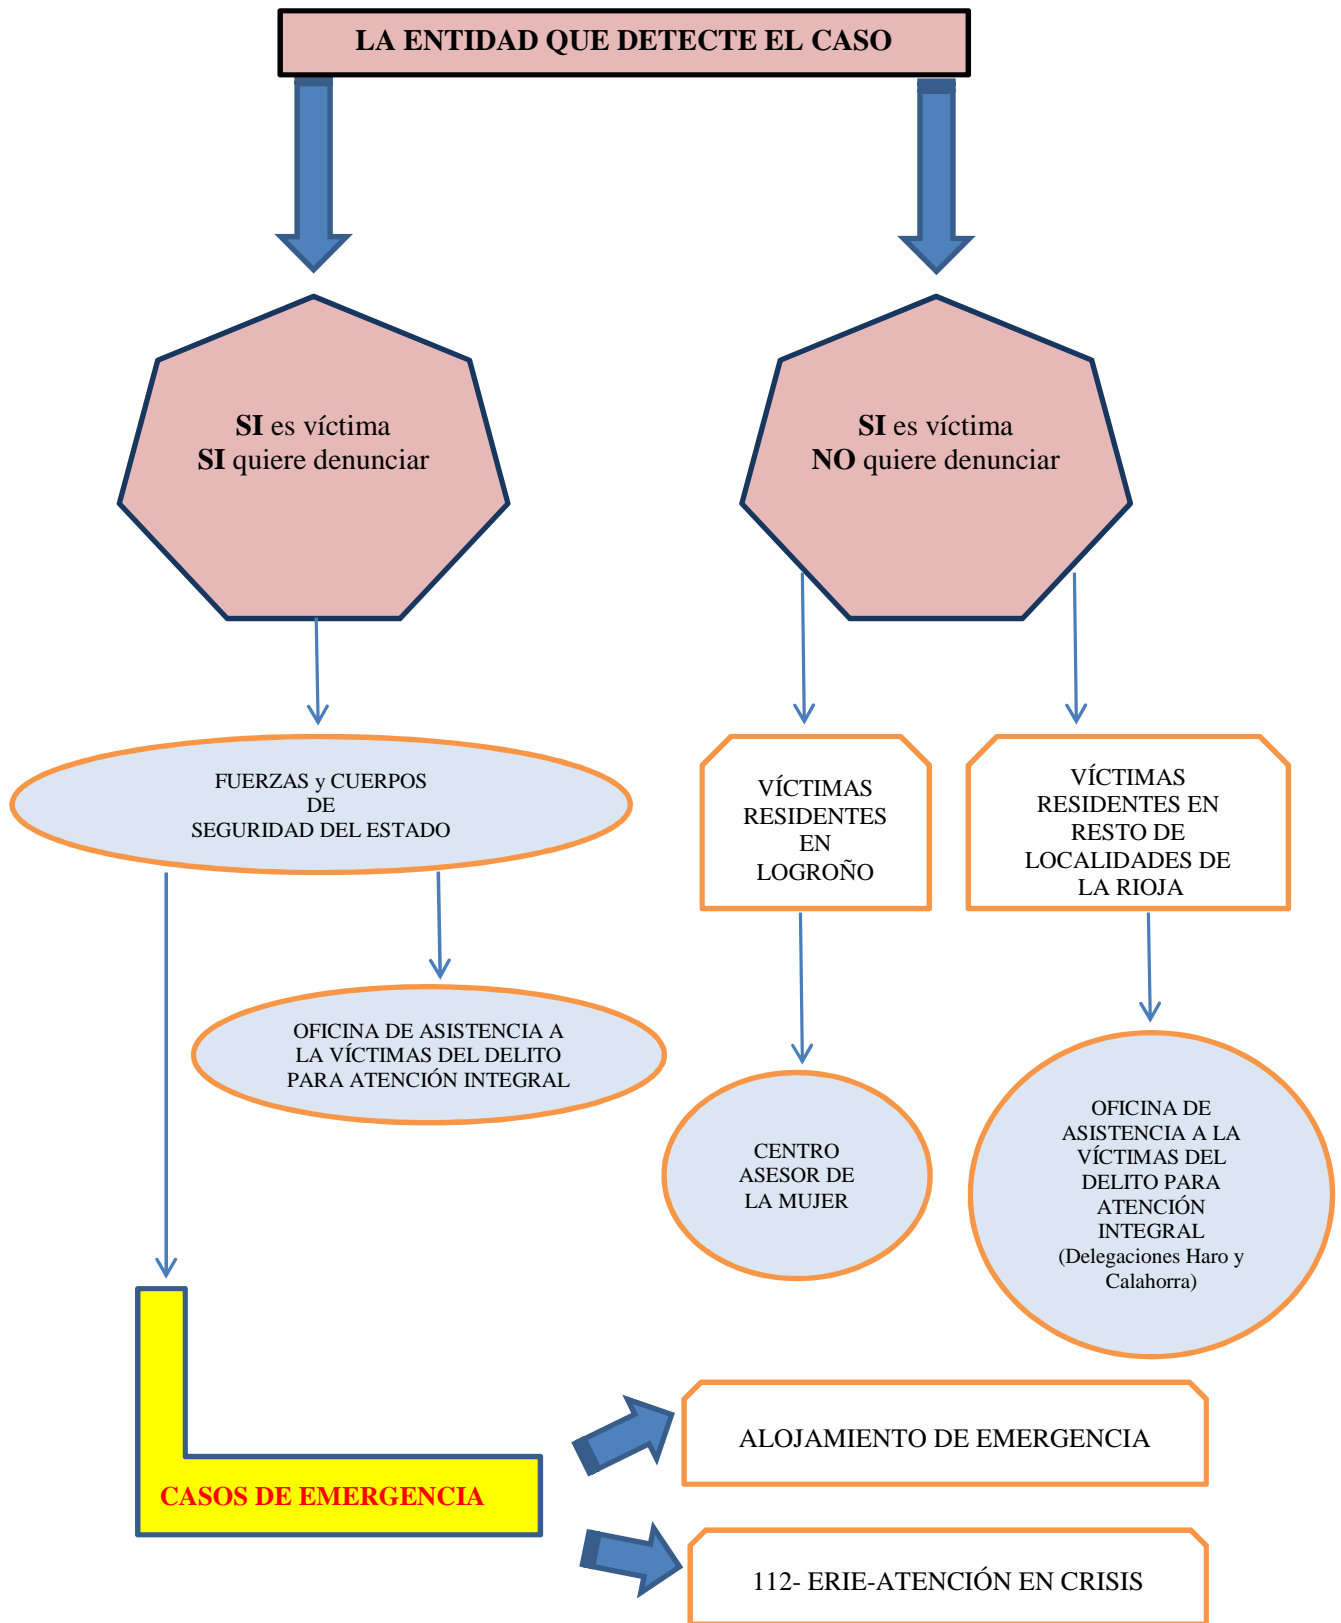 LA ENTIDAD QUE DETECTE EL CASO
SI es víctima
SI quiere denunciar
SI es víctima
NO quiere denunciar
FUERZAS y CUERPOS
DE
SEGURIDAD DEL ESTADO
VÍCTIMAS
RESIDENTES
EN
LOGROÑO
VÍCTIMAS
RESIDENTES EN
RESTO DE
LOCALIDADES DE
LA RIOJA
OFICINA DE ASISTENCIA A
LA VÍCTIMAS DEL DELITO
PARA ATENCIÓN INTEGRAL
CENTRO
ASESOR DE
LA MUJER
OFICINA DE
ASISTENCIA A LA
VÍCTIMAS DEL
DELITO PARA
ATENCIÓN
INTEGRAL
(Delegaciones Haro y
Calahorra)
CASOS DE EMERGENCIA
ALOJAMIENTO DE EMERGENCIA
112- ERIE-ATENCIÓN EN CRISIS